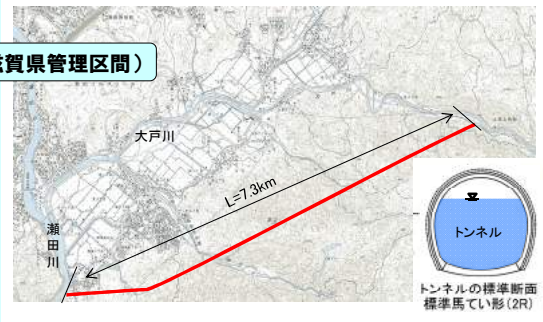 賀県管理区間）
大戸川
L=7.3km
瀬田川
トンネル
トンネルの標準断面
標準馬てい形(2R)